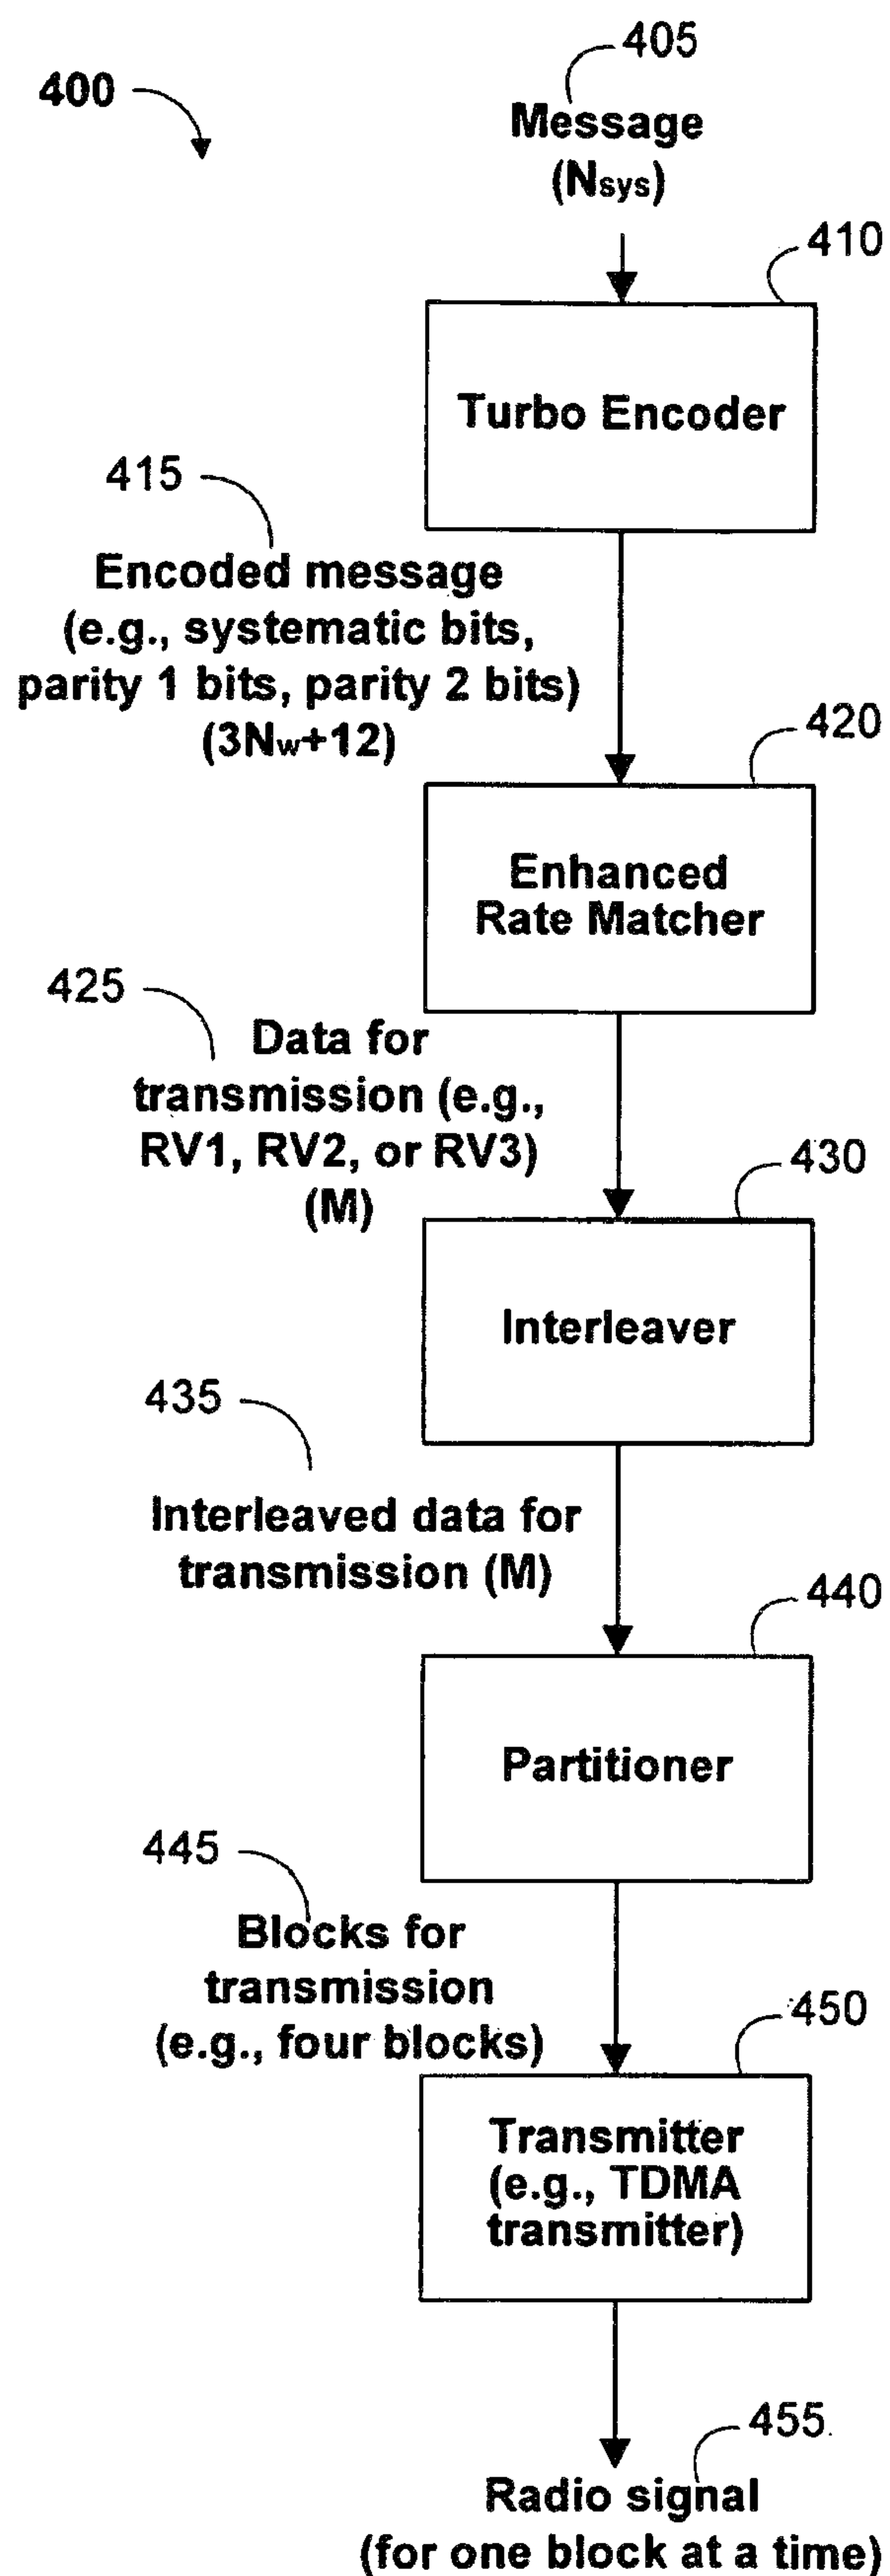 405
400
Message
(Nsys)
410
Turbo Encoder
415
Encoded message
(e.g., systematic bits,
parity 1 bits, parity 2 bits)
(3Nw+12)
420
Enhanced
Rate Matcher
425
Data for
transmission (e.g.,
RV1, RV2, or RV3)
(M)
430
Interleaver
435
Interleaved data for
transmission (M)
440
Partitioner
445
Blocks for
transmission
(e.g., four blocks)
450
Transmitter
(e.g., TDMA
transmitter)
455
Radio signal
(for one block at a time)